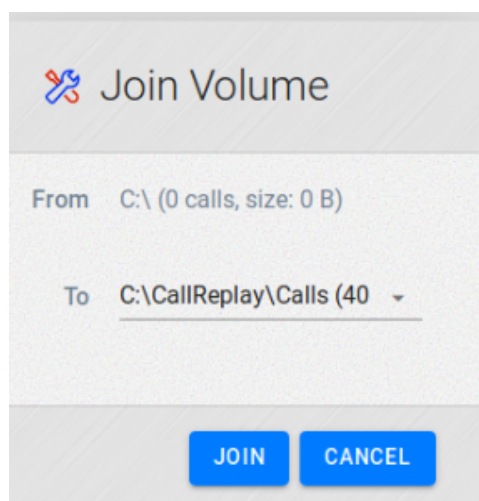 Join Volume
From C:\ (0 calls, size: 0 B)
To C:\CallReplay\Calls (40
JOIN CANCEL